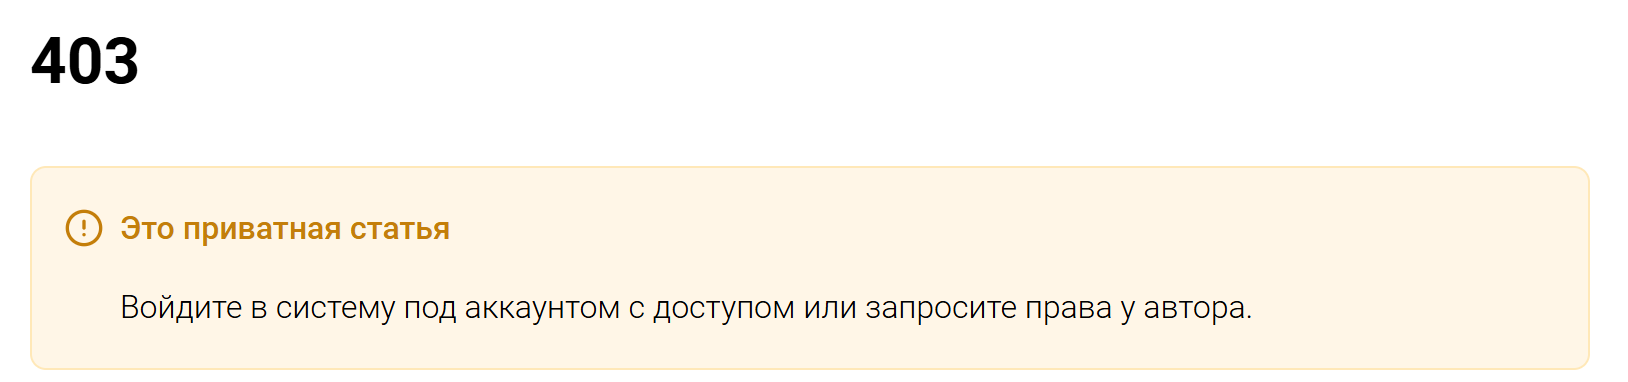 403
Это приватная статья
Войдите в систему под аккаунтом с доступом или запросите права у автора.